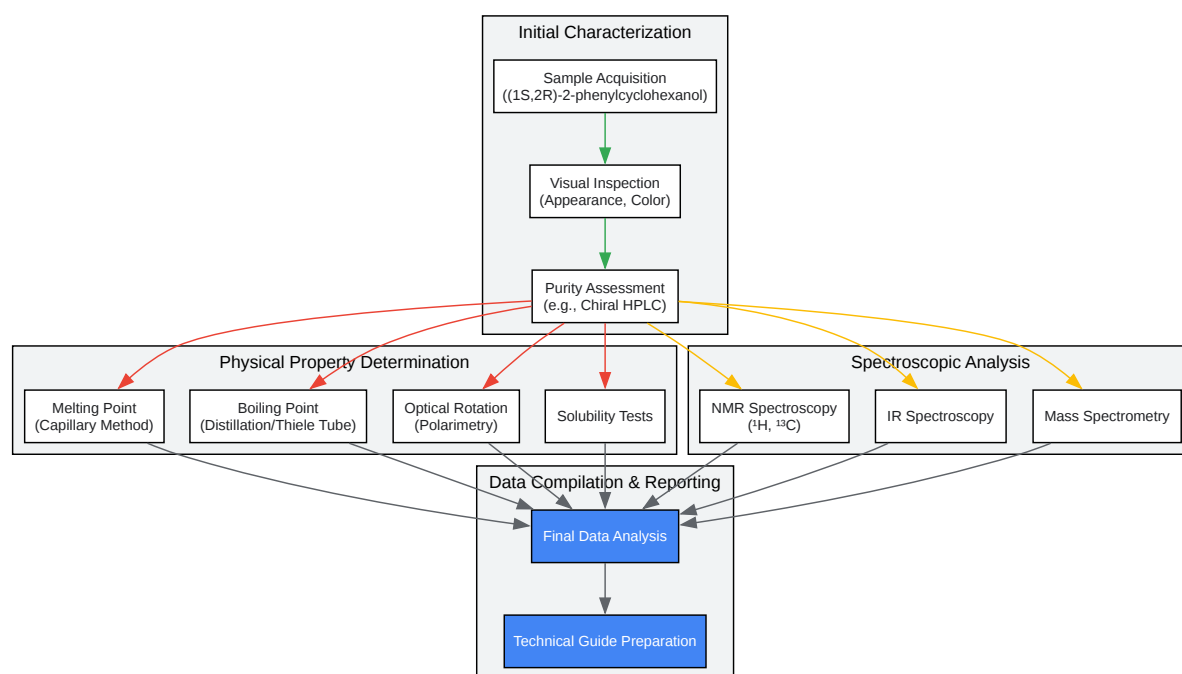 Initial Characterization
Sample Acquisition
((1S,2R)-2-phenylcyclohexanol)
Visual Inspection
(Appearance, Color)
Purity Assessment
(e.g., Chiral HPLC)
Physical Property Determination
Melting Point
(Capillary Method)
Boiling Point
(Distillation/Thiele Tube)
Optical Rotation
(Polarimetry)
Solubility Tests
Spectroscopic Analysis
NMR Spectroscopy
(¹H, ¹³C)
IR Spectroscopy
Mass Spectrometry
Data Compilation & Reporting
Final Data Analysis
Technical Guide Preparation